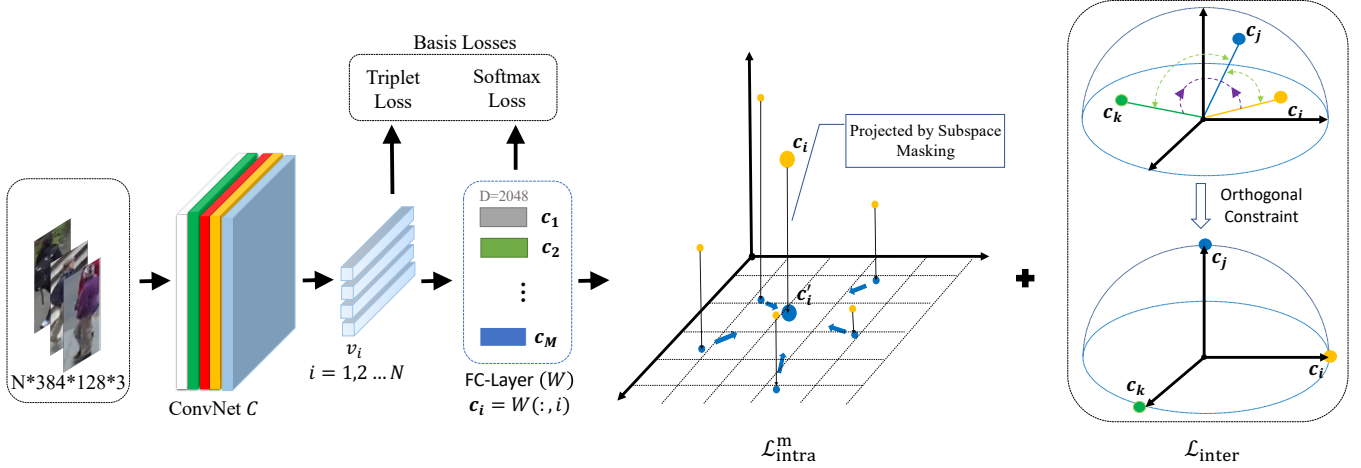 Basis Losses
Triplet
Loss
Softmax
Loss
N*384*128*3
ConvNet C
v_i
i = 1,2 … N
D=2048
c_1
c_2
⋮
c_M
FC-Layer (W)
c_i = W(:, i)
c_i
Projected by Subspace
Masking
c_i′
ℒ_intra^m
c_j
c_k
c_i
Orthogonal
Constraint
c_j
c_i
c_k
ℒ_inter